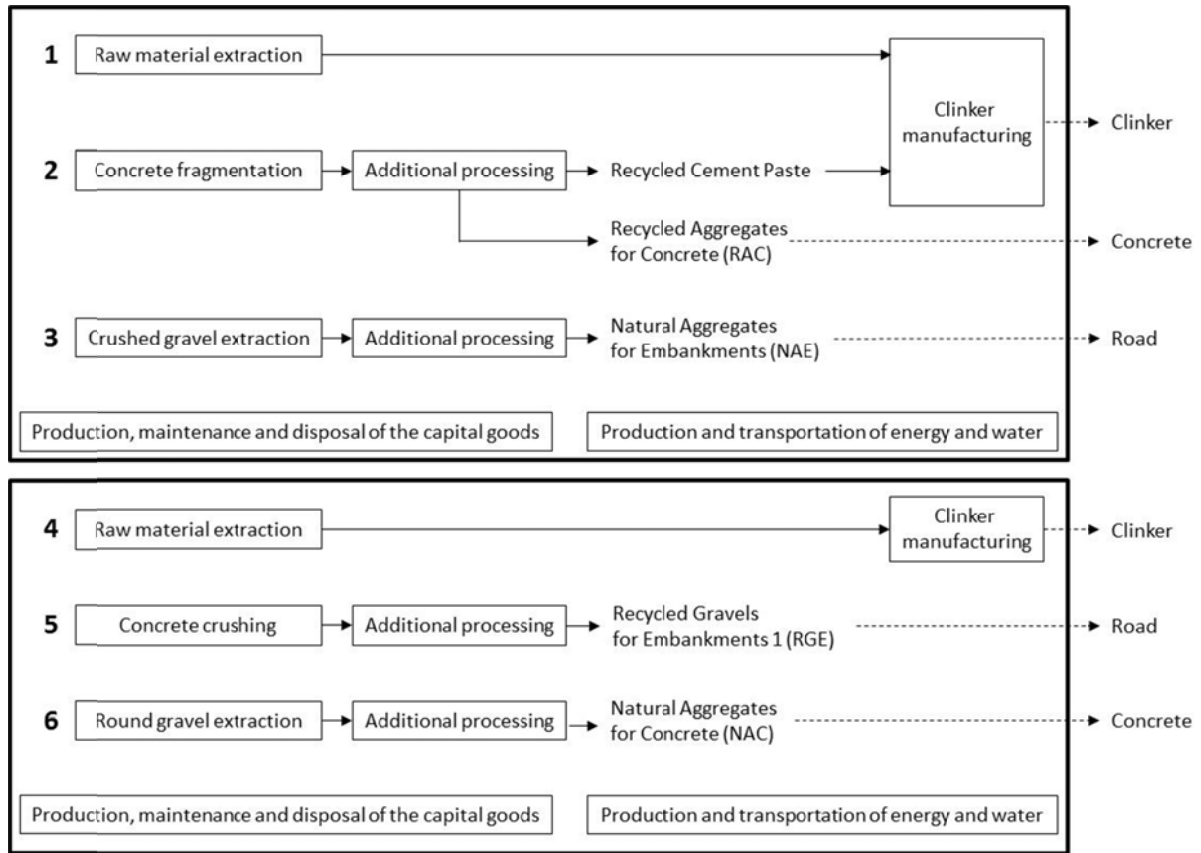 1
Raw material extraction
Clinker
manufacturing
Clinker
2
Concrete fragmentation
Additional processing
Recycled Cement Paste
Recycled Aggregates
for Concrete (RAC)
Concrete
3
Crushed gravel extraction
Additional processing
Natural Aggregates
for Embankments (NAE)
Road
Production, maintenance and disposal of the capital goods
Production and transportation of energy and water
4
Raw material extraction
Clinker
manufacturing
Clinker
5
Concrete crushing
Additional processing
Recycled Gravels
for Embankments 1 (RGE)
Road
6
Round gravel extraction
Additional processing
Natural Aggregates
for Concrete (NAC)
Concrete
Production, maintenance and disposal of the capital goods
Production and transportation of energy and water